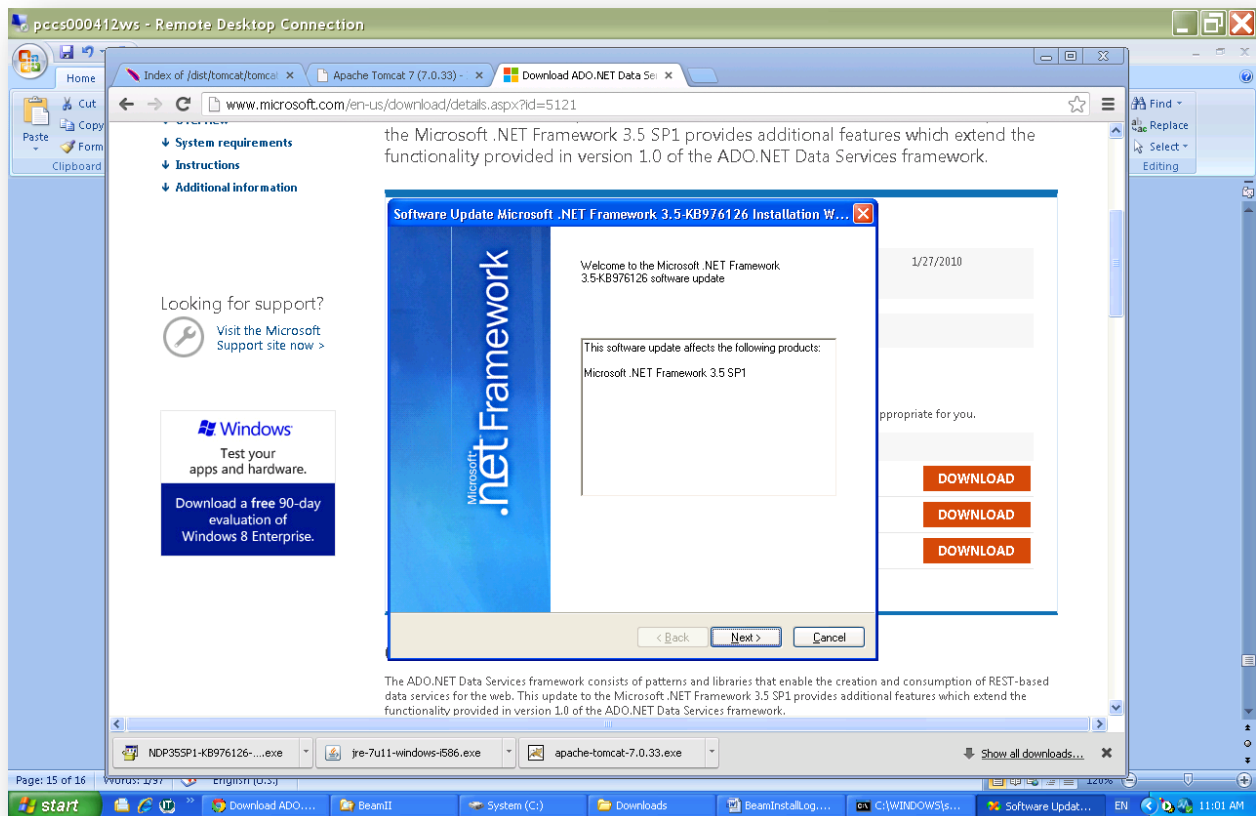 pccs000412ws - Remote Desktop Connection
Home
Cut
Copy
Form
Paste
Clipboard
Find
Replace
Select
Editing
Index of /dist/tomcat/tomcat
Apache Tomcat 7 (7.0.33) -
Download ADO.NET Data Ser
www.microsoft.com/en-us/download/details.aspx?id=5121
System requirements
Instructions
Additional information
the Microsoft .NET Framework 3.5 SP1 provides additional features which extend the
functionality provided in version 1.0 of the ADO.NET Data Services framework.
Software Update Microsoft .NET Framework 3.5-KB976126 Installation W...
Microsoft
.net Framework
Welcome to the Microsoft .NET Framework
3.5-KB976126 software update
This software update affects the following products:
Microsoft .NET Framework 3.5 SP1
< Back
Next >
Cancel
1/27/2010
ppropriate for you.
DOWNLOAD
DOWNLOAD
DOWNLOAD
Looking for support?
Visit the Microsoft
Support site now >
Windows
Test your
apps and hardware.
Download a free 90-day
evaluation of
Windows 8 Enterprise.
The ADO.NET Data Services framework consists of patterns and libraries that enable the creation and consumption of REST-based
data services for the web. This update to the Microsoft .NET Framework 3.5 SP1 provides additional features which extend the
functionality provided in version 1.0 of the ADO.NET Data Services framework.
NDP35SP1-KB976126-....exe
jre-7u11-windows-i586.exe
apache-tomcat-7.0.33.exe
Show all downloads...
Page: 15 of 16
English (U.S.)
120%
start
Download ADO....
BeamII
System (C:)
Downloads
BeamInstallLog....
C:\WINDOWS\s...
Software Updat...
EN
11:01 AM